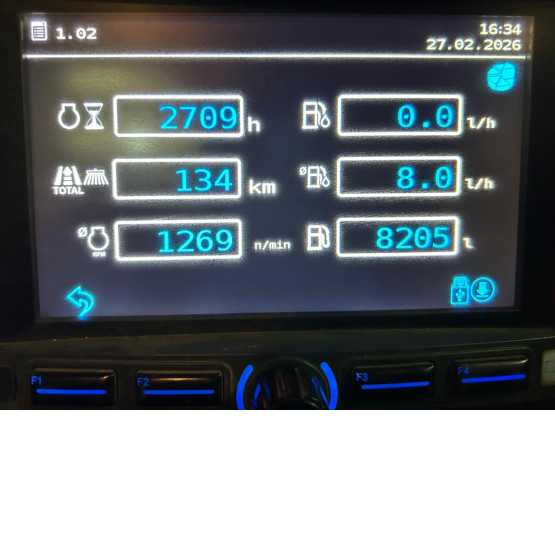 1.02
16:34
27.02.2026
2709 h
0.0 l/h
TOTAL
134 km
Ø
8.0 l/h
Ø
1269 n/min
8205 l
F1
F2
F3
F4